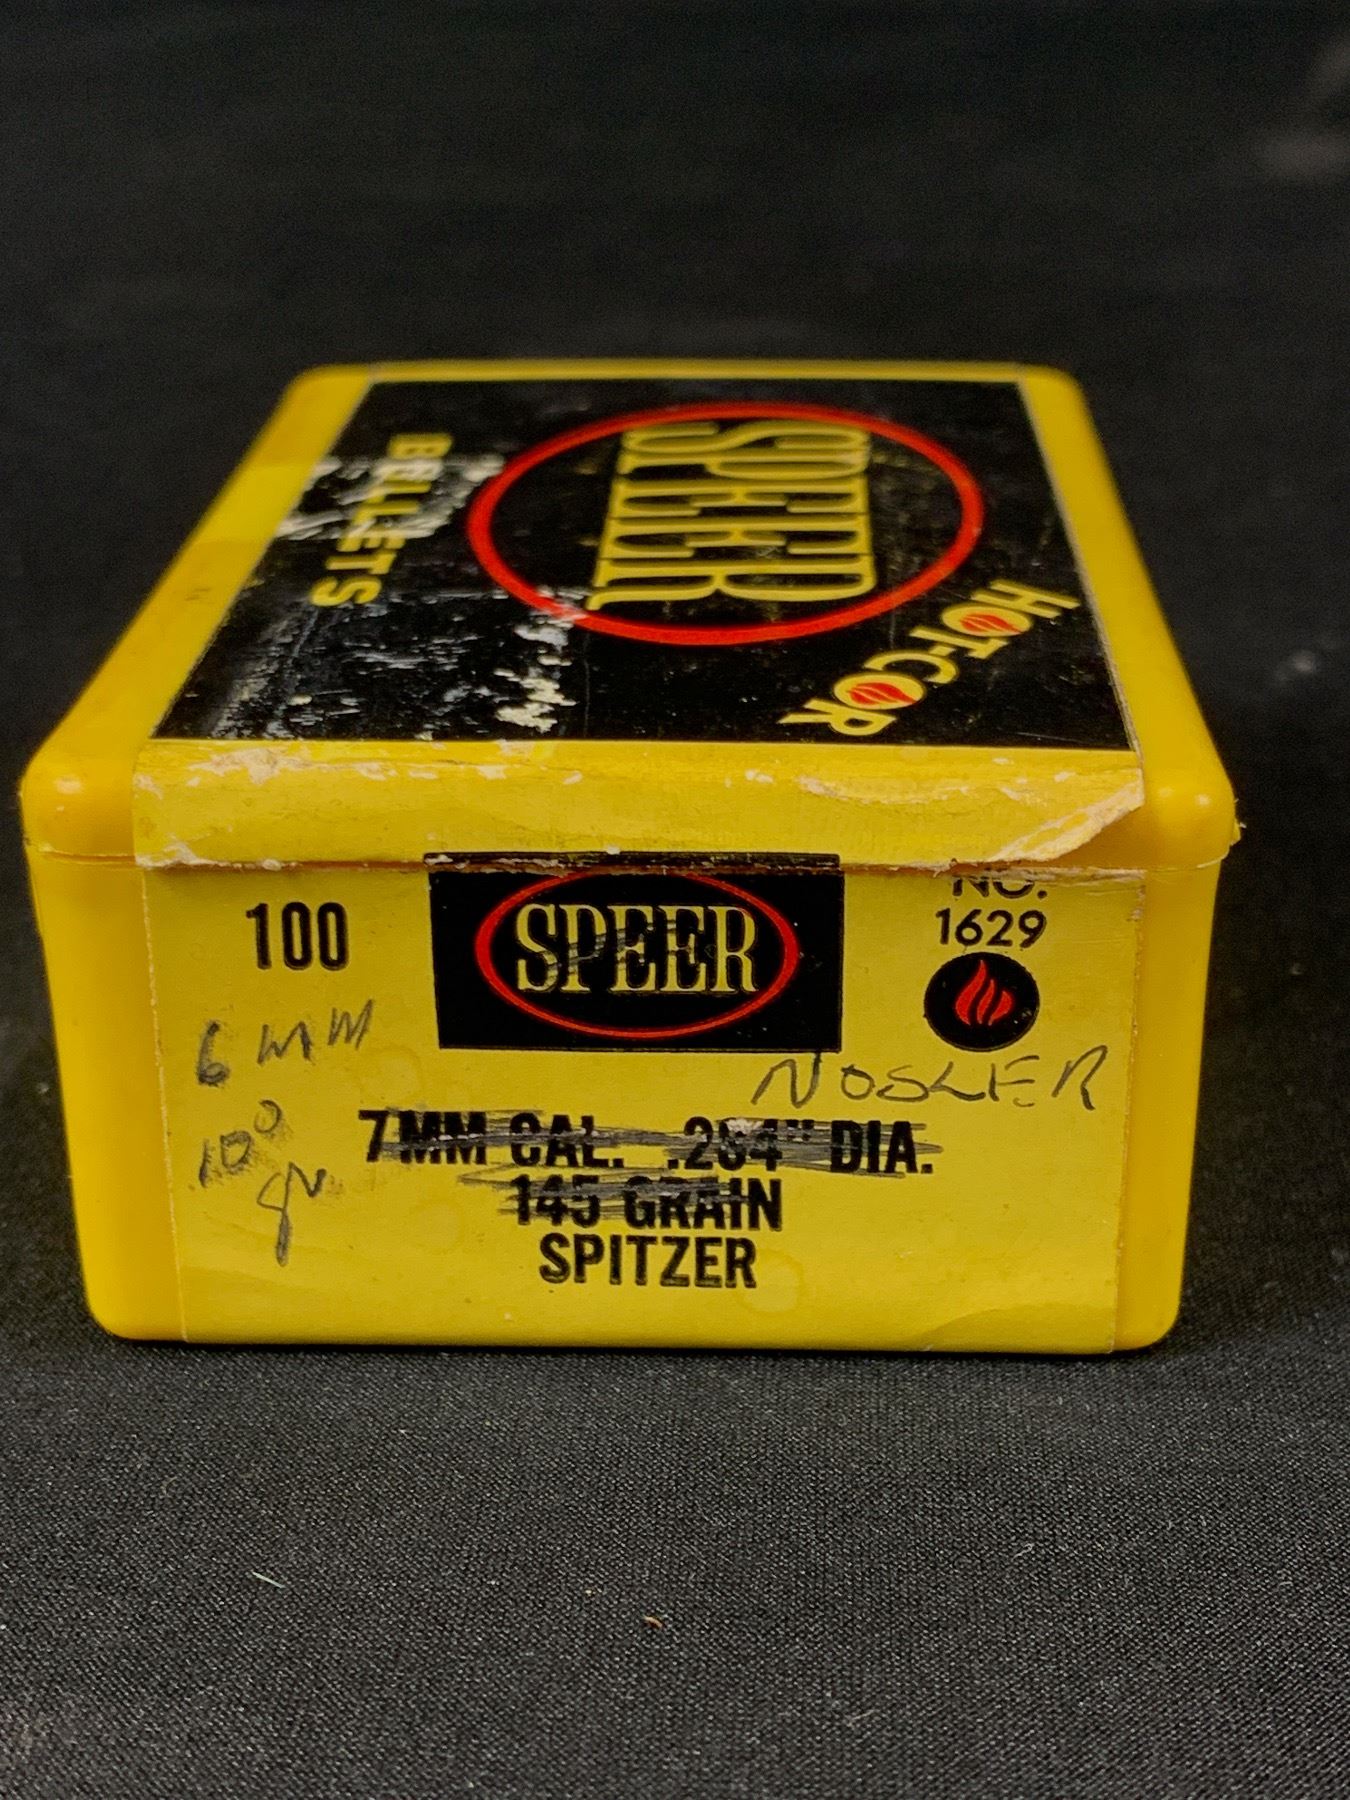 BULLETS
SPEER
HOT-COR
100
SPEER
NO.
1629
6 MM
100
gr
NOSLER
7MM CAL. .284" DIA.
145 GRAIN
SPITZER